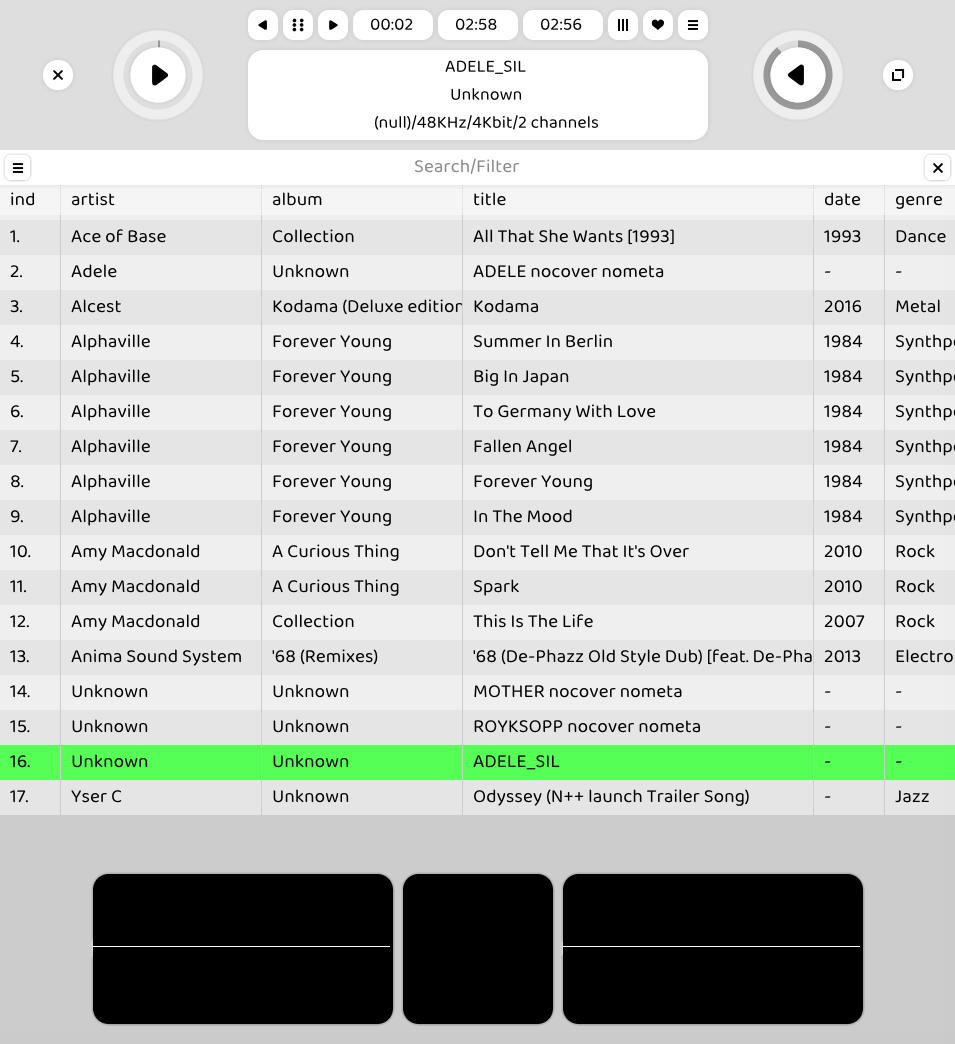 00:02 02:58 02:56
ADELE_SIL
Unknown
(null)/48KHz/4Kbit/2 channels
Search/Filter
ind artist album title date genre
1. Ace of Base Collection All That She Wants [1993] 1993 Dance
2. Adele Unknown ADELE nocover nometa - -
3. Alcest Kodama (Deluxe edition Kodama 2016 Metal
4. Alphaville Forever Young Summer In Berlin 1984 Synthp
5. Alphaville Forever Young Big In Japan 1984 Synthp
6. Alphaville Forever Young To Germany With Love 1984 Synthp
7. Alphaville Forever Young Fallen Angel 1984 Synthp
8. Alphaville Forever Young Forever Young 1984 Synthp
9. Alphaville Forever Young In The Mood 1984 Synthp
10. Amy Macdonald A Curious Thing Don't Tell Me That It's Over 2010 Rock
11. Amy Macdonald A Curious Thing Spark 2010 Rock
12. Amy Macdonald Collection This Is The Life 2007 Rock
13. Anima Sound System '68 (Remixes) '68 (De-Phazz Old Style Dub) [feat. De-Pha 2013 Electro
14. Unknown Unknown MOTHER nocover nometa - -
15. Unknown Unknown ROYKSOPP nocover nometa - -
16. Unknown Unknown ADELE_SIL - -
17. Yser C Unknown Odyssey (N++ launch Trailer Song) - Jazz